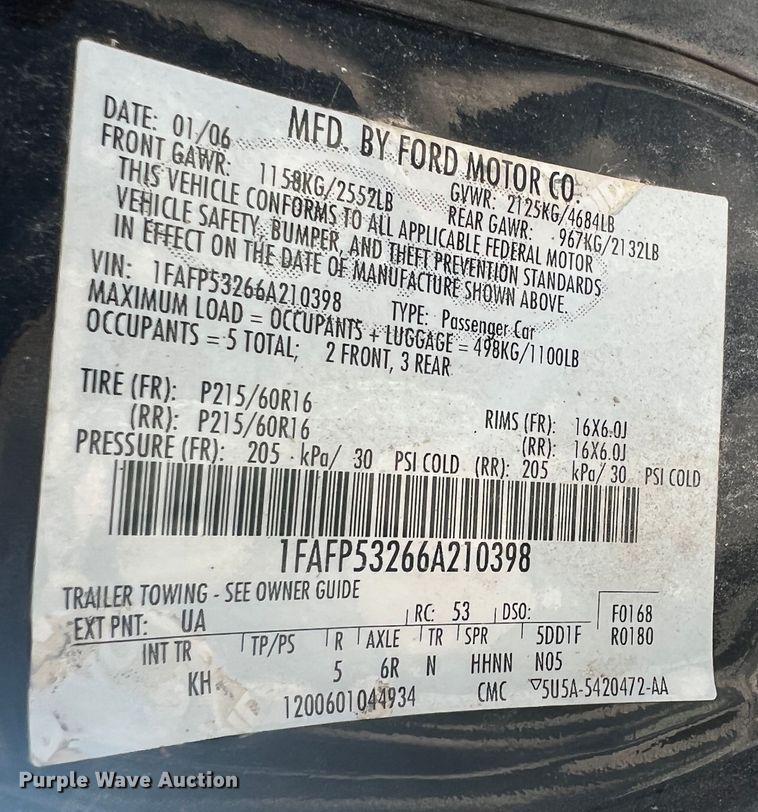 MFD. BY FORD MOTOR CO.
DATE: 01/06 GVWR: 2125KG/4684LB
FRONT GAWR: 1158KG/2552LB REAR GAWR: 967KG/2132LB
THIS VEHICLE CONFORMS TO ALL APPLICABLE FEDERAL MOTOR
VEHICLE SAFETY, BUMPER, AND THEFT PREVENTION STANDARDS
IN EFFECT ON THE DATE OF MANUFACTURE SHOWN ABOVE.
VIN: 1FAFP53266A210398 TYPE: Passenger Car
MAXIMUM LOAD = OCCUPANTS + LUGGAGE = 498KG/1100LB
OCCUPANTS = 5 TOTAL; 2 FRONT, 3 REAR
TIRE (FR): P215/60R16 RIMS (FR): 16X6.0J
(RR): P215/60R16 (RR): 16X6.0J
PRESSURE (FR): 205 kPa/ 30 PSI COLD (RR): 205 kPa/ 30 PSI COLD
1FAFP53266A210398
TRAILER TOWING - SEE OWNER GUIDE
EXT PNT: UA RC: 53 DSO: F0168
R0180
INT TR TP/PS R AXLE TR SPR 5DD1F
KH 5 6R N HHNN N05
1200601044934 CMC ▽5U5A-5420472-AA
Purple Wave Auction